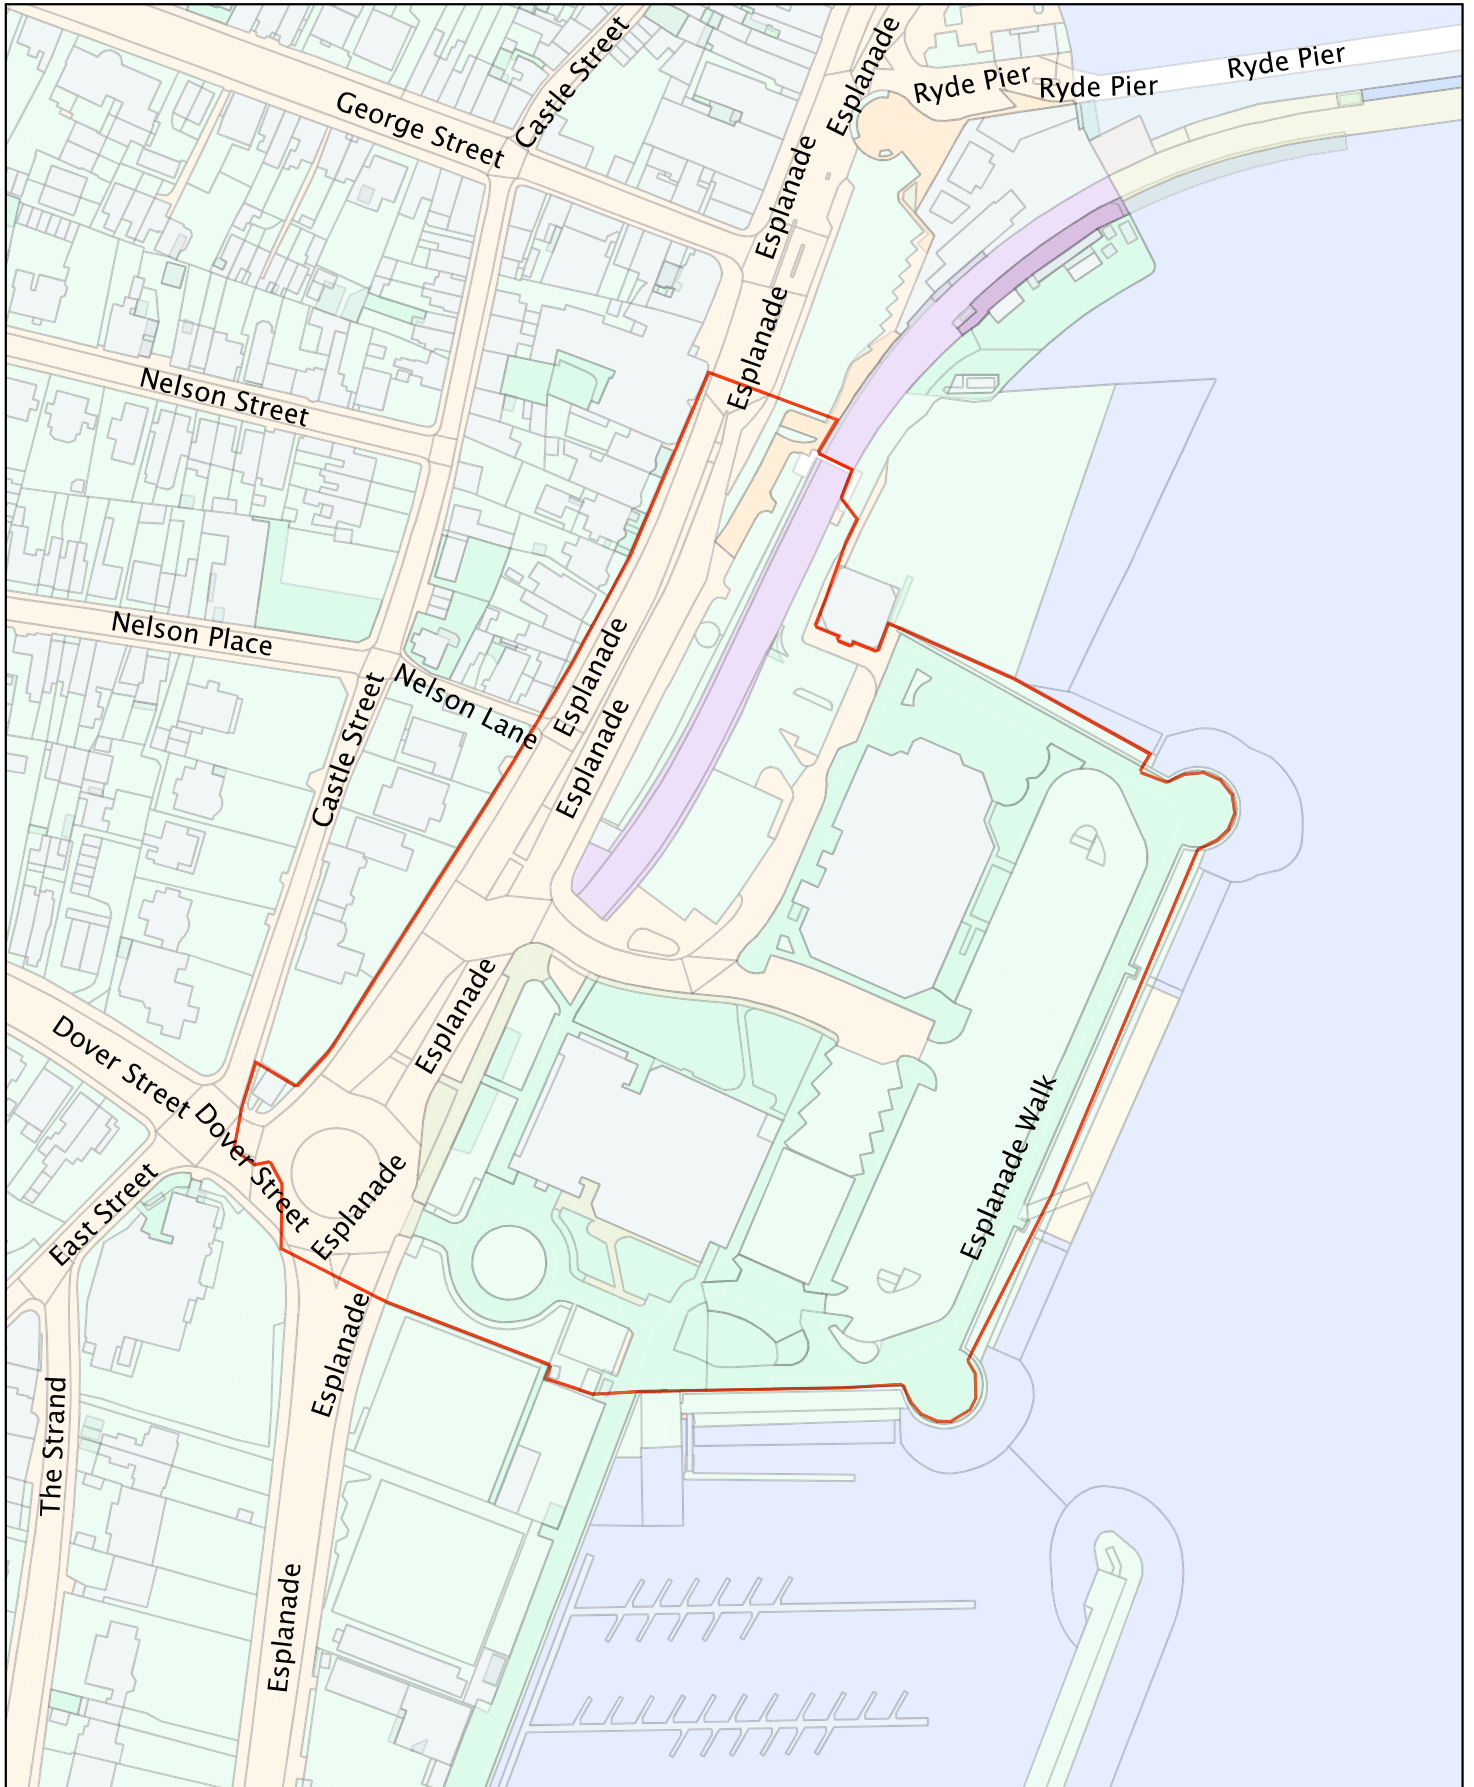 Castle Street
Esplanade
Ryde Pier
Ryde Pier
Ryde Pier
George Street
Esplanade
Esplanade
Nelson Street
Nelson Place
Nelson Lane
Esplanade
Castle Street
Esplanade
Dover Street
Esplanade
Dover Street
Esplanade Walk
East Street
Esplanade
Esplanade
The Strand
Esplanade